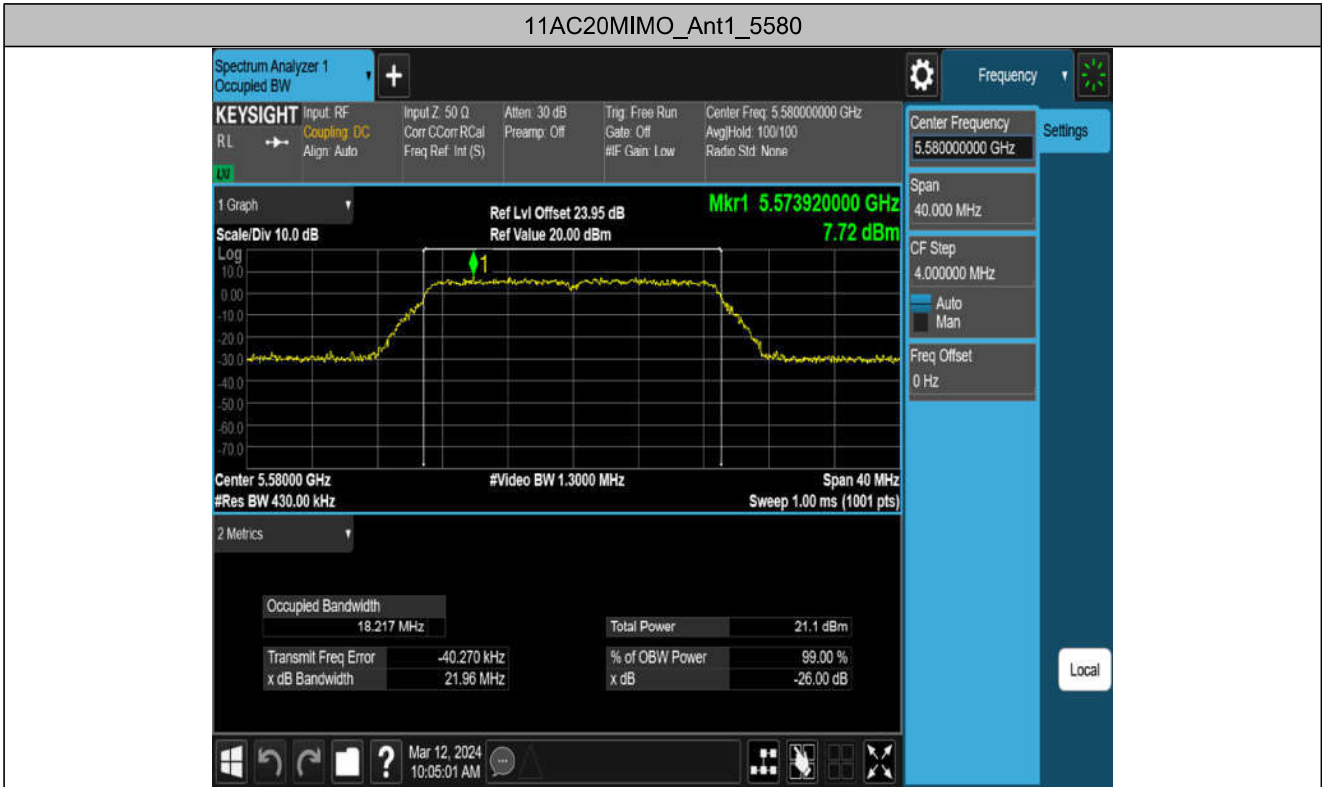 11AC20MIMO_Ant1_5580
Spectrum Analyzer 1
Occupied BW
+
Frequency
KEYSIGHT
RL
LXI
Input: RF
Coupling: DC
Align: Auto
Input Z: 50 Ω
Corr CCorr RCal
Freq Ref: Int (S)
Atten: 30 dB
Preamp: Off
Trig: Free Run
Gate: Off
#IF Gain: Low
Center Freq: 5.580000000 GHz
Avg|Hold: 100/100
Radio Std: None
Center Frequency
5.580000000 GHz
Settings
Span
40.000 MHz
CF Step
4.000000 MHz
Auto
Man
Freq Offset
0 Hz
Local
1 Graph
Scale/Div 10.0 dB
Ref Lvl Offset 23.95 dB
Ref Value 20.00 dBm
Mkr1 5.573920000 GHz
7.72 dBm
Log
10.0
0.00
-10.0
-20.0
-30.0
-40.0
-50.0
-60.0
-70.0
1
Center 5.58000 GHz
#Res BW 430.00 kHz
#Video BW 1.3000 MHz
Span 40 MHz
Sweep 1.00 ms (1001 pts)
2 Metrics
Occupied Bandwidth
18.217 MHz
Total Power 21.1 dBm
Transmit Freq Error -40.270 kHz
% of OBW Power 99.00 %
x dB Bandwidth 21.96 MHz
x dB -26.00 dB
?
Mar 12, 2024
10:05:01 AM